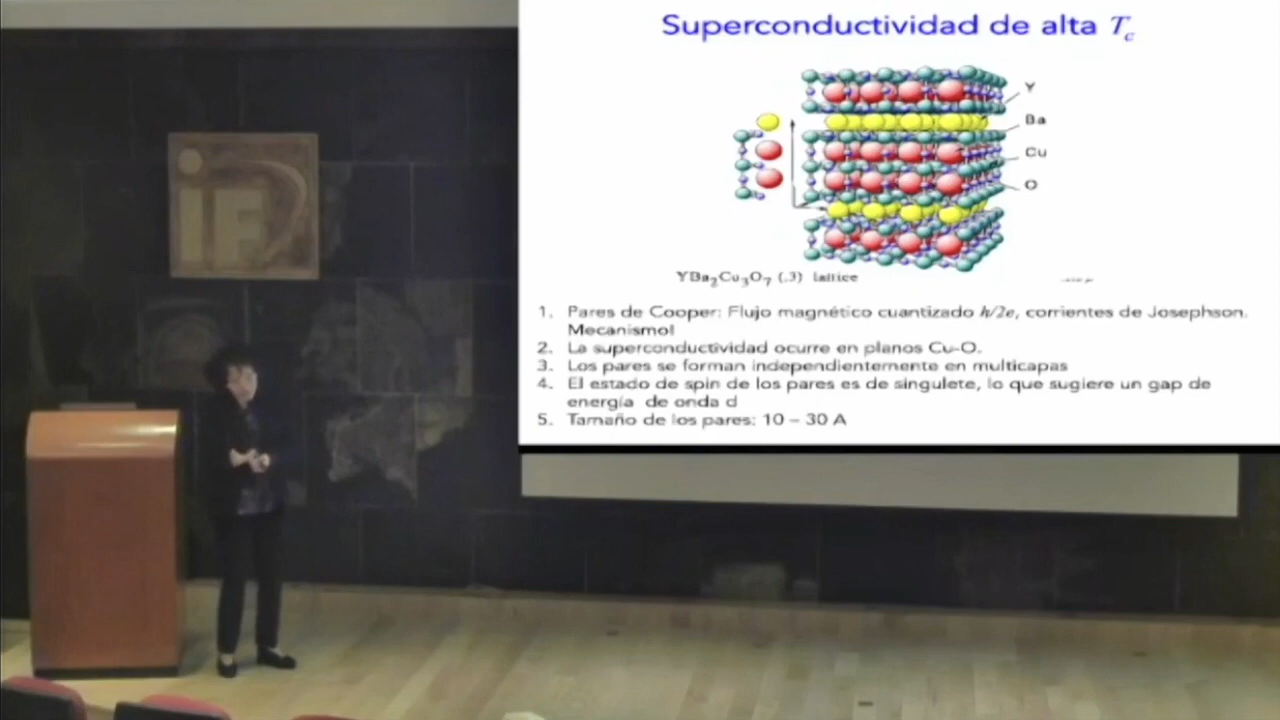 Superconductividad de alta Tc
Y
Ba
Cu
O
YBa2Cu3O7 (.3) lattice
1. Pares de Cooper: Flujo magnético cuantizado h/2e, corrientes de Josephson.
Mecanismo!
2. La superconductividad ocurre en planos Cu-O.
3. Los pares se forman independientemente en multicapas
4. El estado de spin de los pares es de singulete, lo que sugiere un gap de
energía de onda d
5. Tamaño de los pares: 10 – 30 A
iF